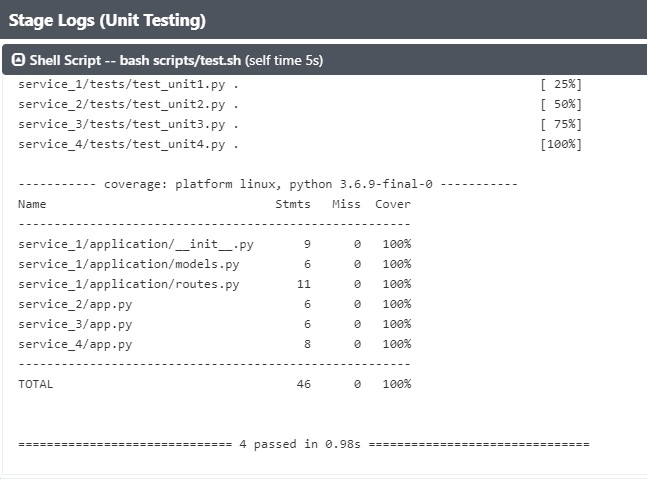 Stage Logs (Unit Testing)
Shell Script -- bash scripts/test.sh (self time 5s)
service_1/tests/test_unit1.py .                                          [ 25%]
service_2/tests/test_unit2.py .                                          [ 50%]
service_3/tests/test_unit3.py .                                          [ 75%]
service_4/tests/test_unit4.py .                                          [100%]
----------- coverage: platform linux, python 3.6.9-final-0 -----------
Name                                Stmts   Miss  Cover
-------------------------------------------------------
service_1/application/__init__.py       9      0   100%
service_1/application/models.py         6      0   100%
service_1/application/routes.py        11      0   100%
service_2/app.py                        6      0   100%
service_3/app.py                        6      0   100%
service_4/app.py                        8      0   100%
-------------------------------------------------------
TOTAL                                  46      0   100%
============================== 4 passed in 0.98s ===============================